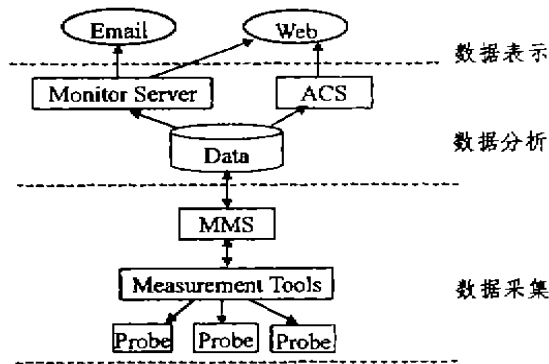 Email
Web
数据表示
Monitor Server
ACS
数据分析
Data
MMS
Measurement Tools
数据采集
Probe
Probe
Probe